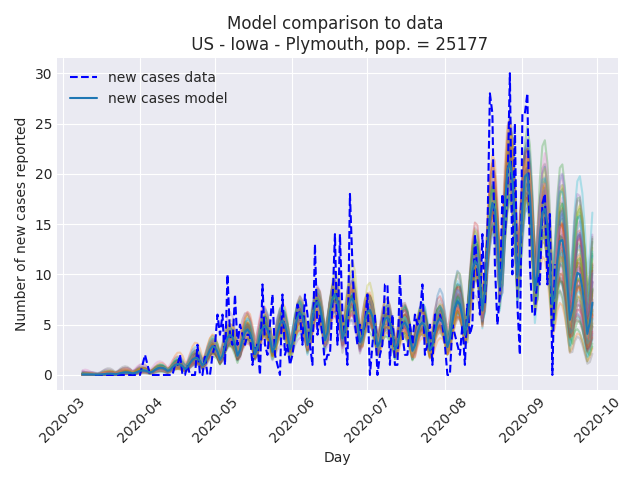 Model comparison to data
US - Iowa - Plymouth, pop. = 25177
new cases data
new cases model
Number of new cases reported
30
25
20
15
10
5
0
2020-03
2020-04
2020-05
2020-06
2020-07
2020-08
2020-09
2020-10
Day